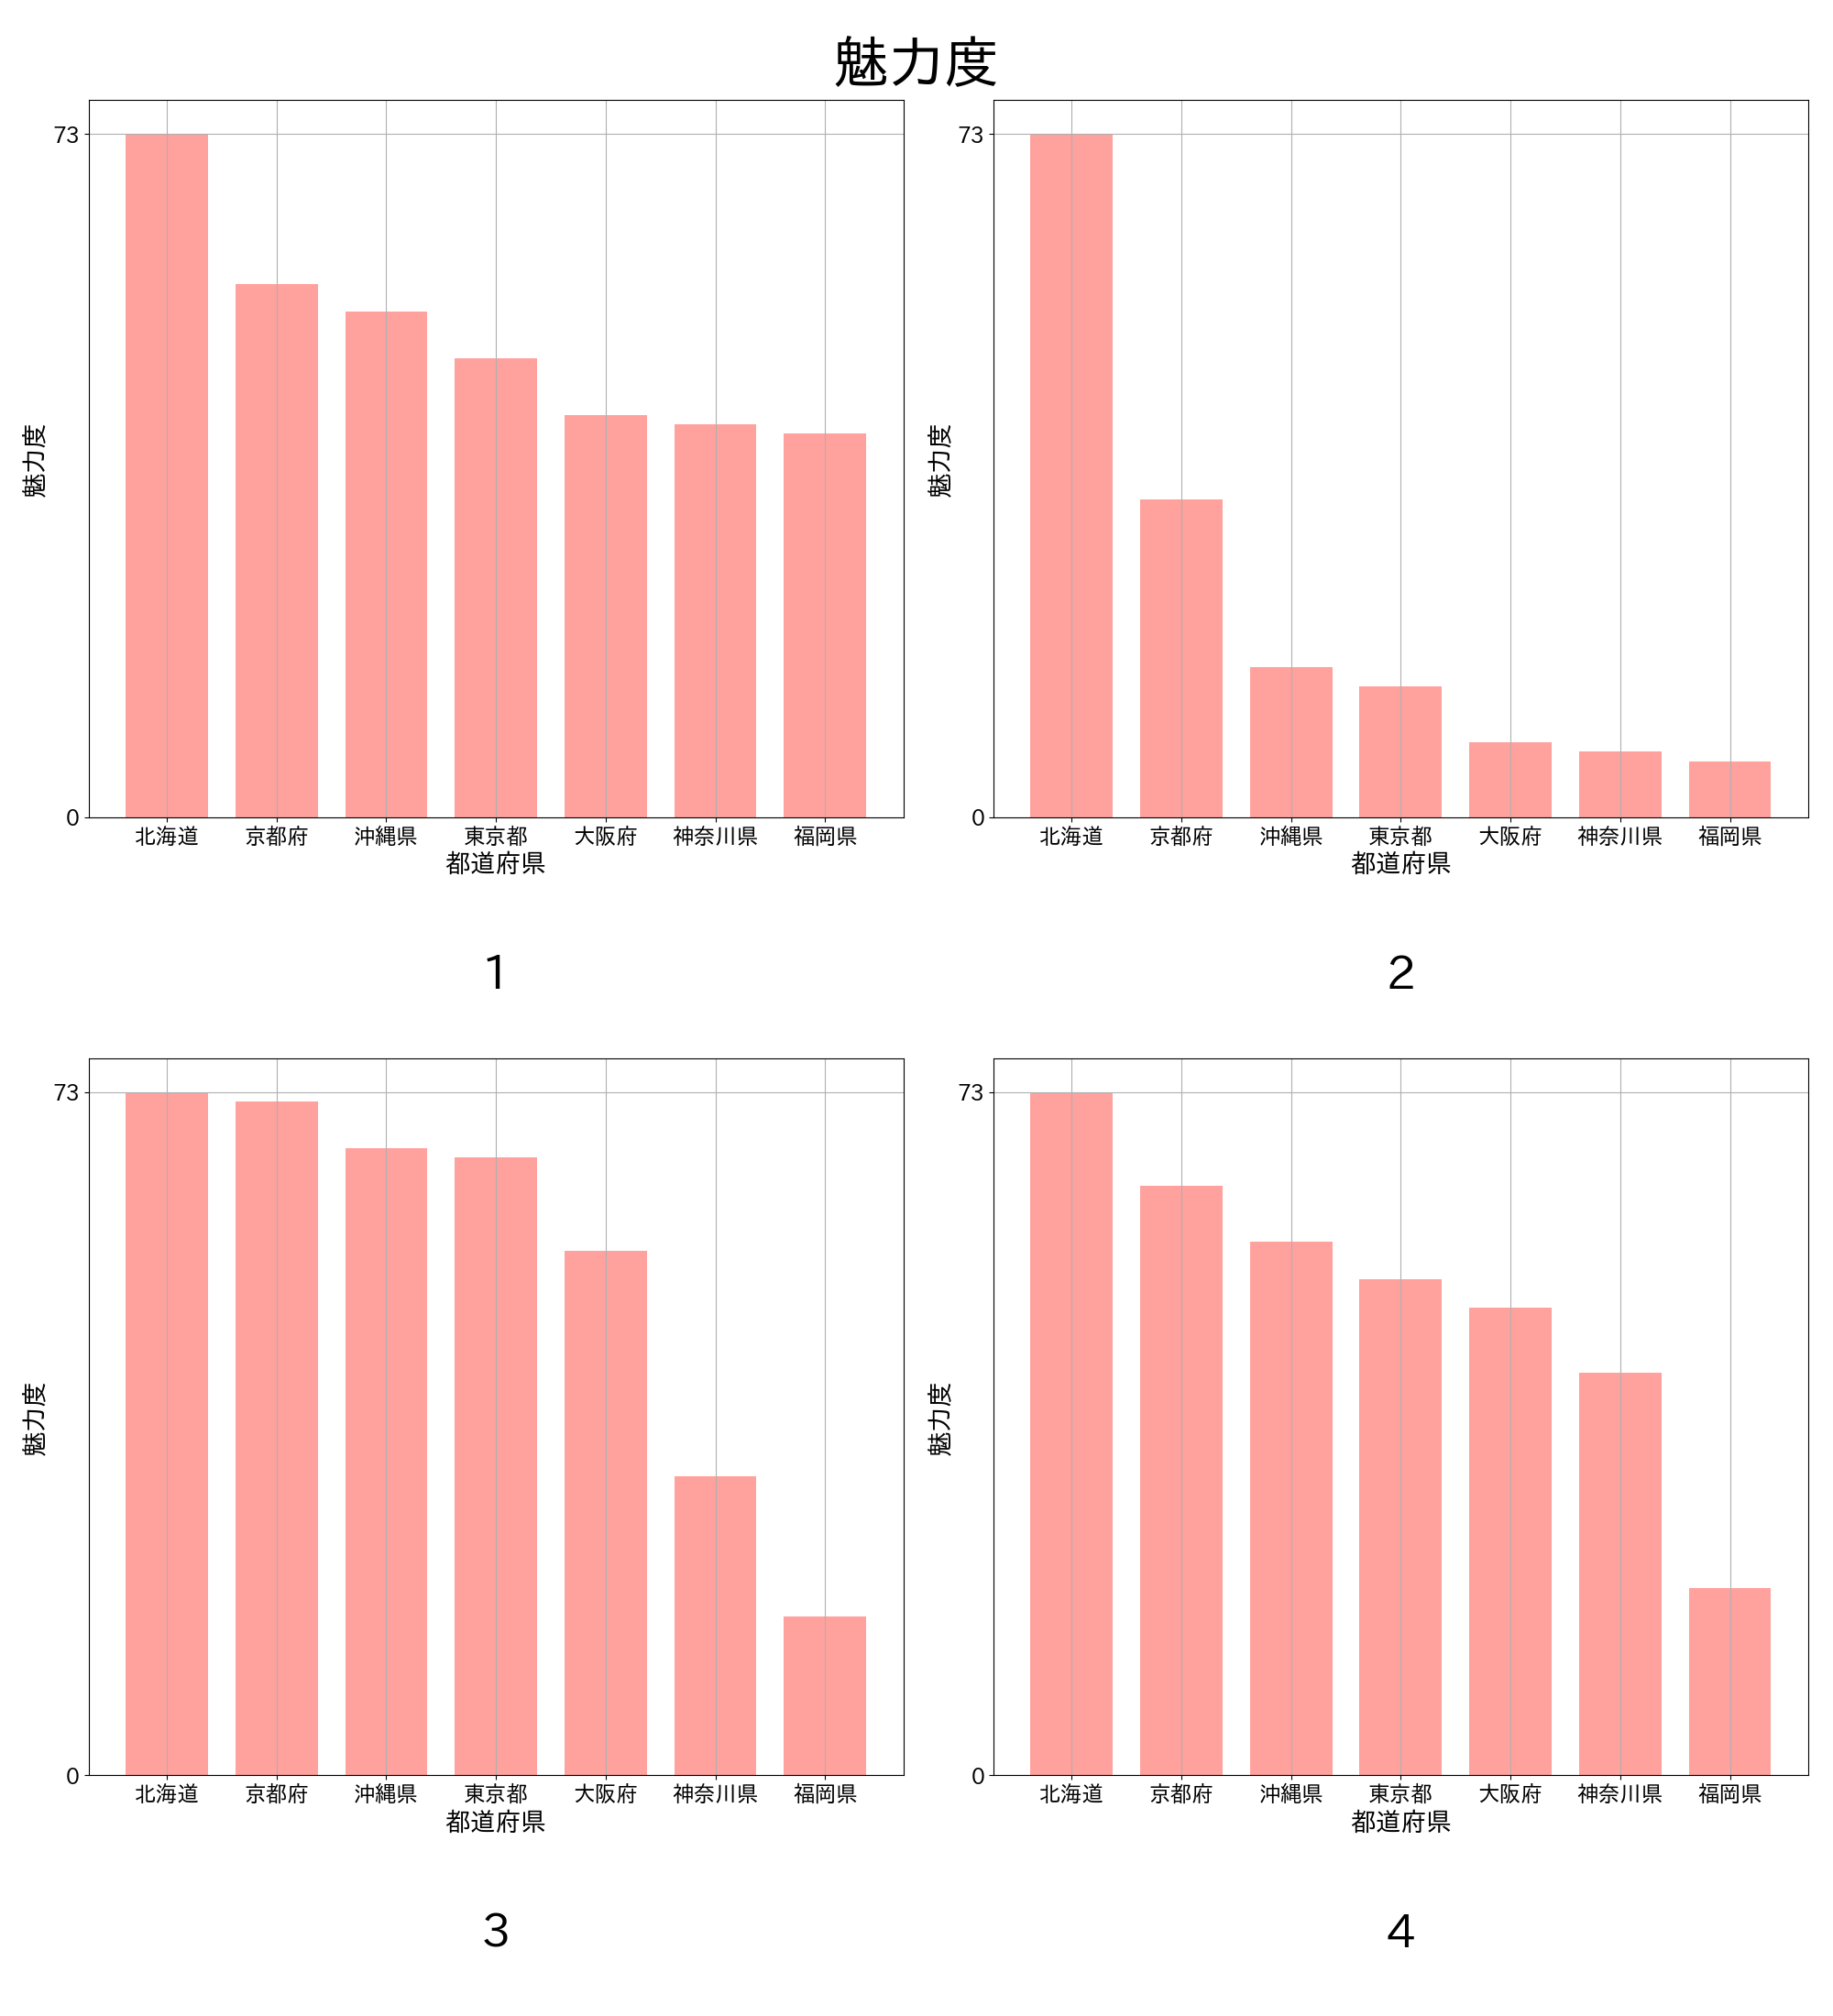 魅力度
73
0
魅力度
北海道 京都府 沖縄県 東京都 大阪府 神奈川県 福岡県
都道府県
1
73
0
魅力度
北海道 京都府 沖縄県 東京都 大阪府 神奈川県 福岡県
都道府県
2
73
0
魅力度
北海道 京都府 沖縄県 東京都 大阪府 神奈川県 福岡県
都道府県
3
73
0
魅力度
北海道 京都府 沖縄県 東京都 大阪府 神奈川県 福岡県
都道府県
4